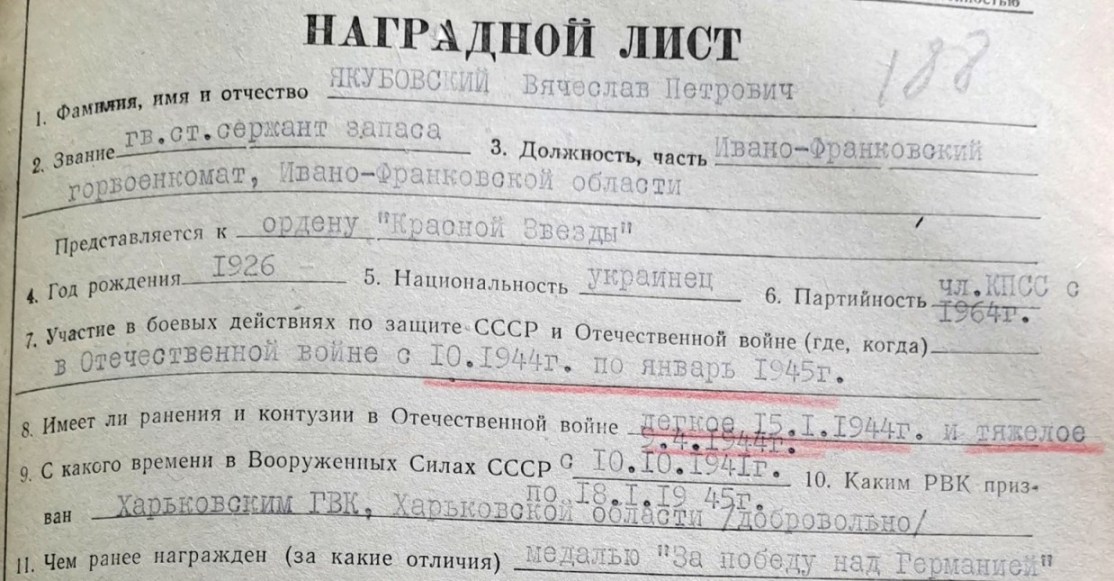 НАГРАДНОЙ ЛИСТ
188
1. Фамилия, имя и отчество ЯКУБОВСКИЙ Вячеслав Петрович
2. Звание гв.ст.сержант запаса 3. Должность, часть Ивано-Франковский
горвоенкомат, Ивано-Франковской области
Представляется к ордену "Красной Звезды"
4. Год рождения 1926 - 5. Национальность украинец 6. Партийность чл.КПСС с
1964г.
7. Участие в боевых действиях по защите СССР и Отечественной войне (где, когда)
в Отечественной войне с 10.1944г. по январь 1945г.
8. Имеет ли ранения и контузии в Отечественной войне легкое 15.1.1944г. и тяжелое
9.4.1944г.
9. С какого времени в Вооруженных Силах СССР с 10.10.1941г. 10. Каким РВК приз-
по 18.1.19 45г.
ван Харьковским ГВК, Харьковской области /добровольно/
11. Чем ранее награжден (за какие отличия) медалью "За победу над Германией"